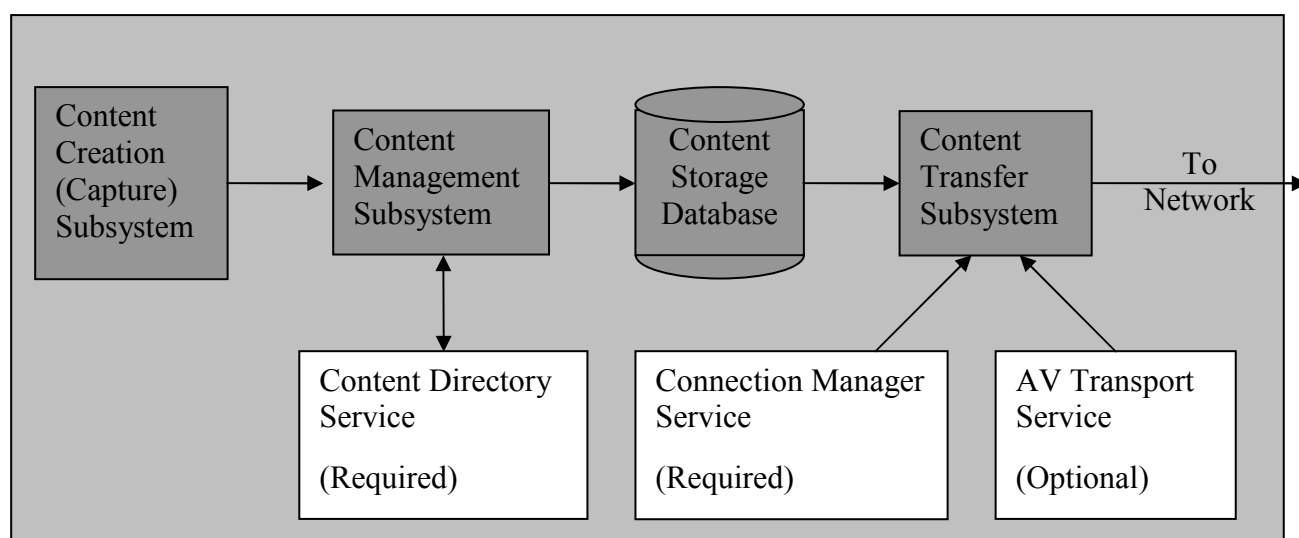 Content
Creation
(Capture)
Subsystem
Content
Management
Subsystem
Content
Storage
Database
Content
Transfer
Subsystem
To
Network
Content Directory
Service
(Required)
Connection Manager
Service
(Required)
AV Transport
Service
(Optional)